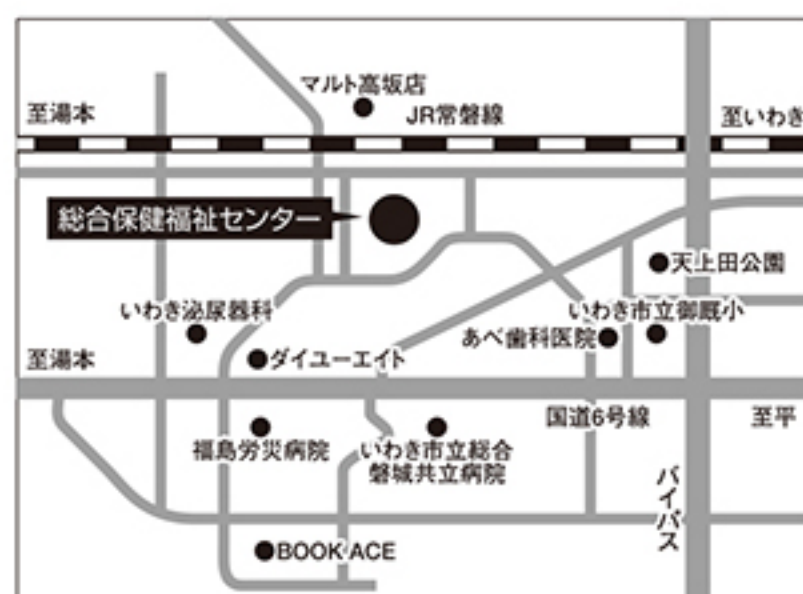 マルト高坂店
至湯本
JR常磐線
至いわき
総合保健福祉センター
天上田公園
いわき泌尿器科
いわき市立御厩小
あべ歯科医院
至湯本
ダイユーエイト
国道6号線
至平
福島労災病院
いわき市立総合
磐城共立病院
バイパス
BOOK ACE